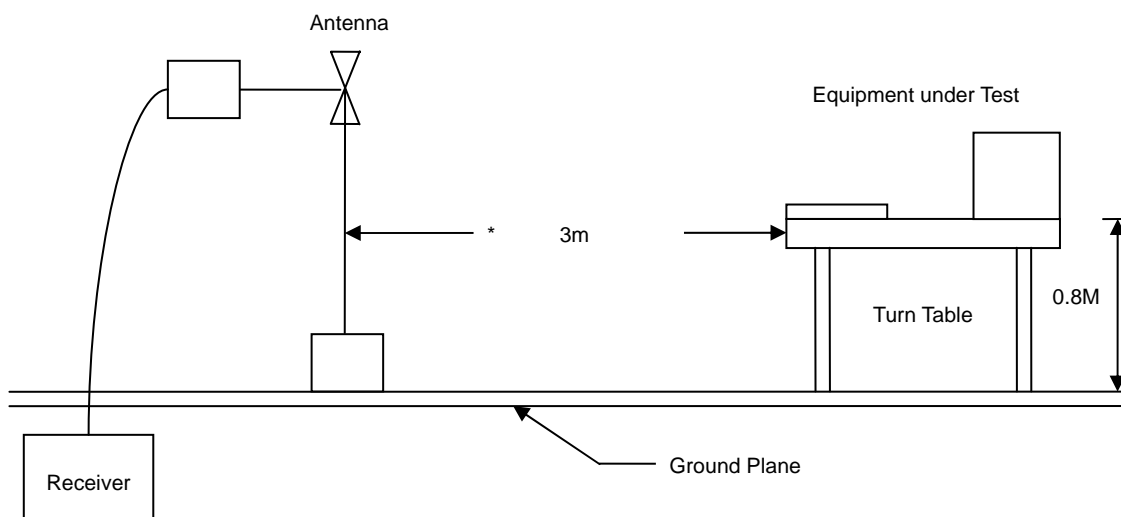 Antenna
Equipment under Test
* 3m
0.8M
Turn Table
Ground Plane
Receiver